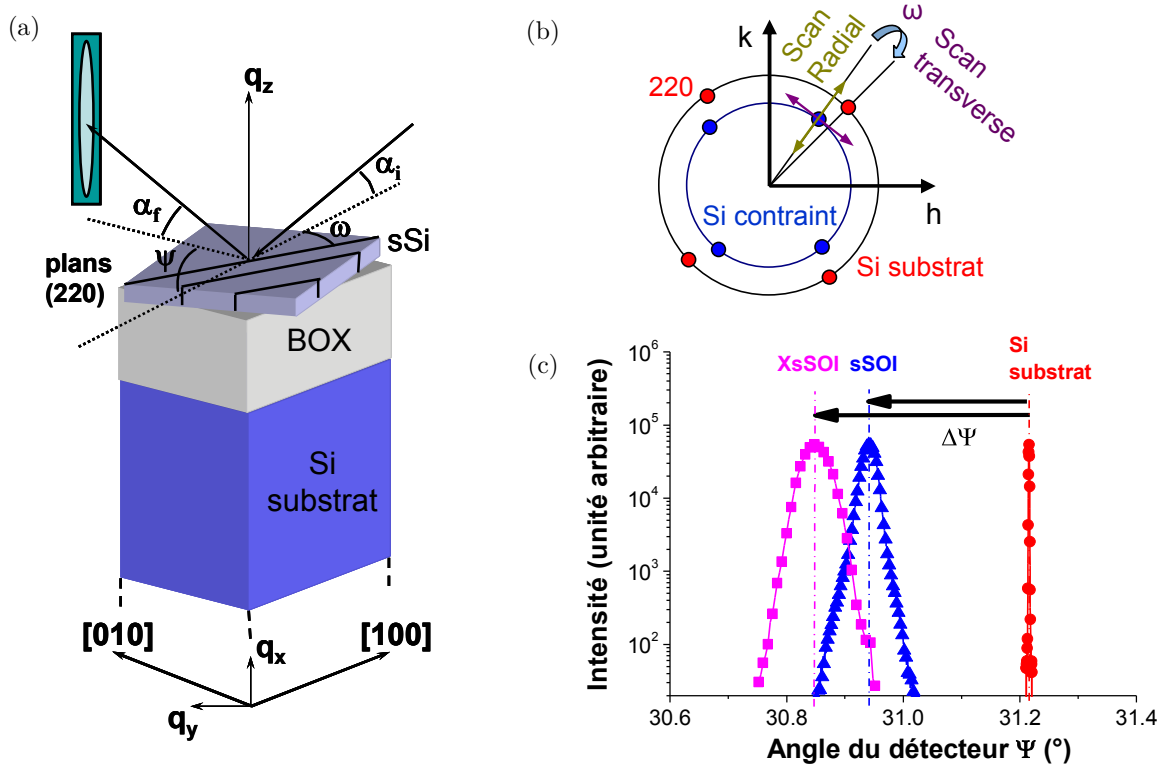 (a)
q_z
α_i
α_f
ω
sSi
ψ
plans
(220)
BOX
Si
substrat
[010]
q_x
[100]
q_y
(b)
k
ω
Scan
Radial
Scan
transverse
220
Si contraint
h
Si substrat
(c)
Intensité (unité arbitraire)
10^6
10^5
10^4
10^3
10^2
XsSOI
sSOI
Si
substrat
ΔΨ
30.6
30.8
31.0
31.2
31.4
Angle du détecteur Ψ (°)